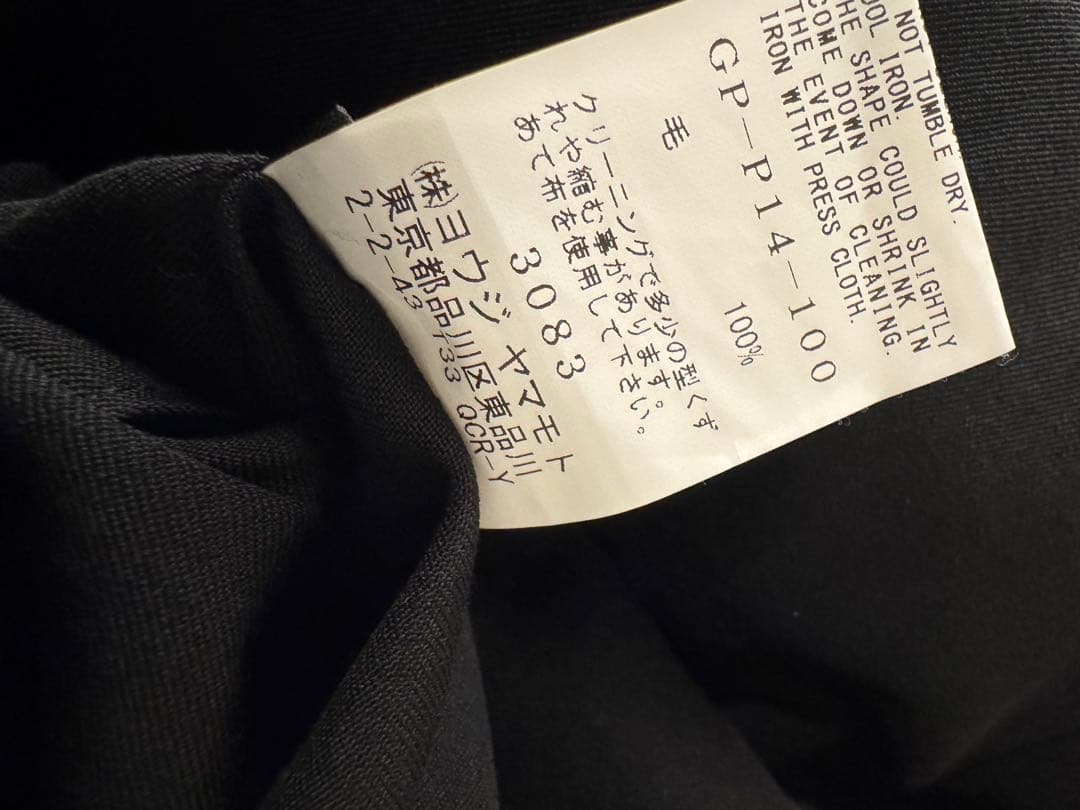 NOT TUMBLE DRY.
OOL IRON.
HE SHAPE COULD SLIGHTLY
COME DOWN OR SHRINK IN
THE EVENT OF CLEANING.
IRON WITH PRESS CLOTH.
GP-P14-100
毛 100%
クリーニングで多少の型くず
れや縮む事があります。
あて布を使用して下さい。
3083
(株)ヨウジ ヤマモト
東京都品川区東品川
2-2-43 T33 QCR-Y